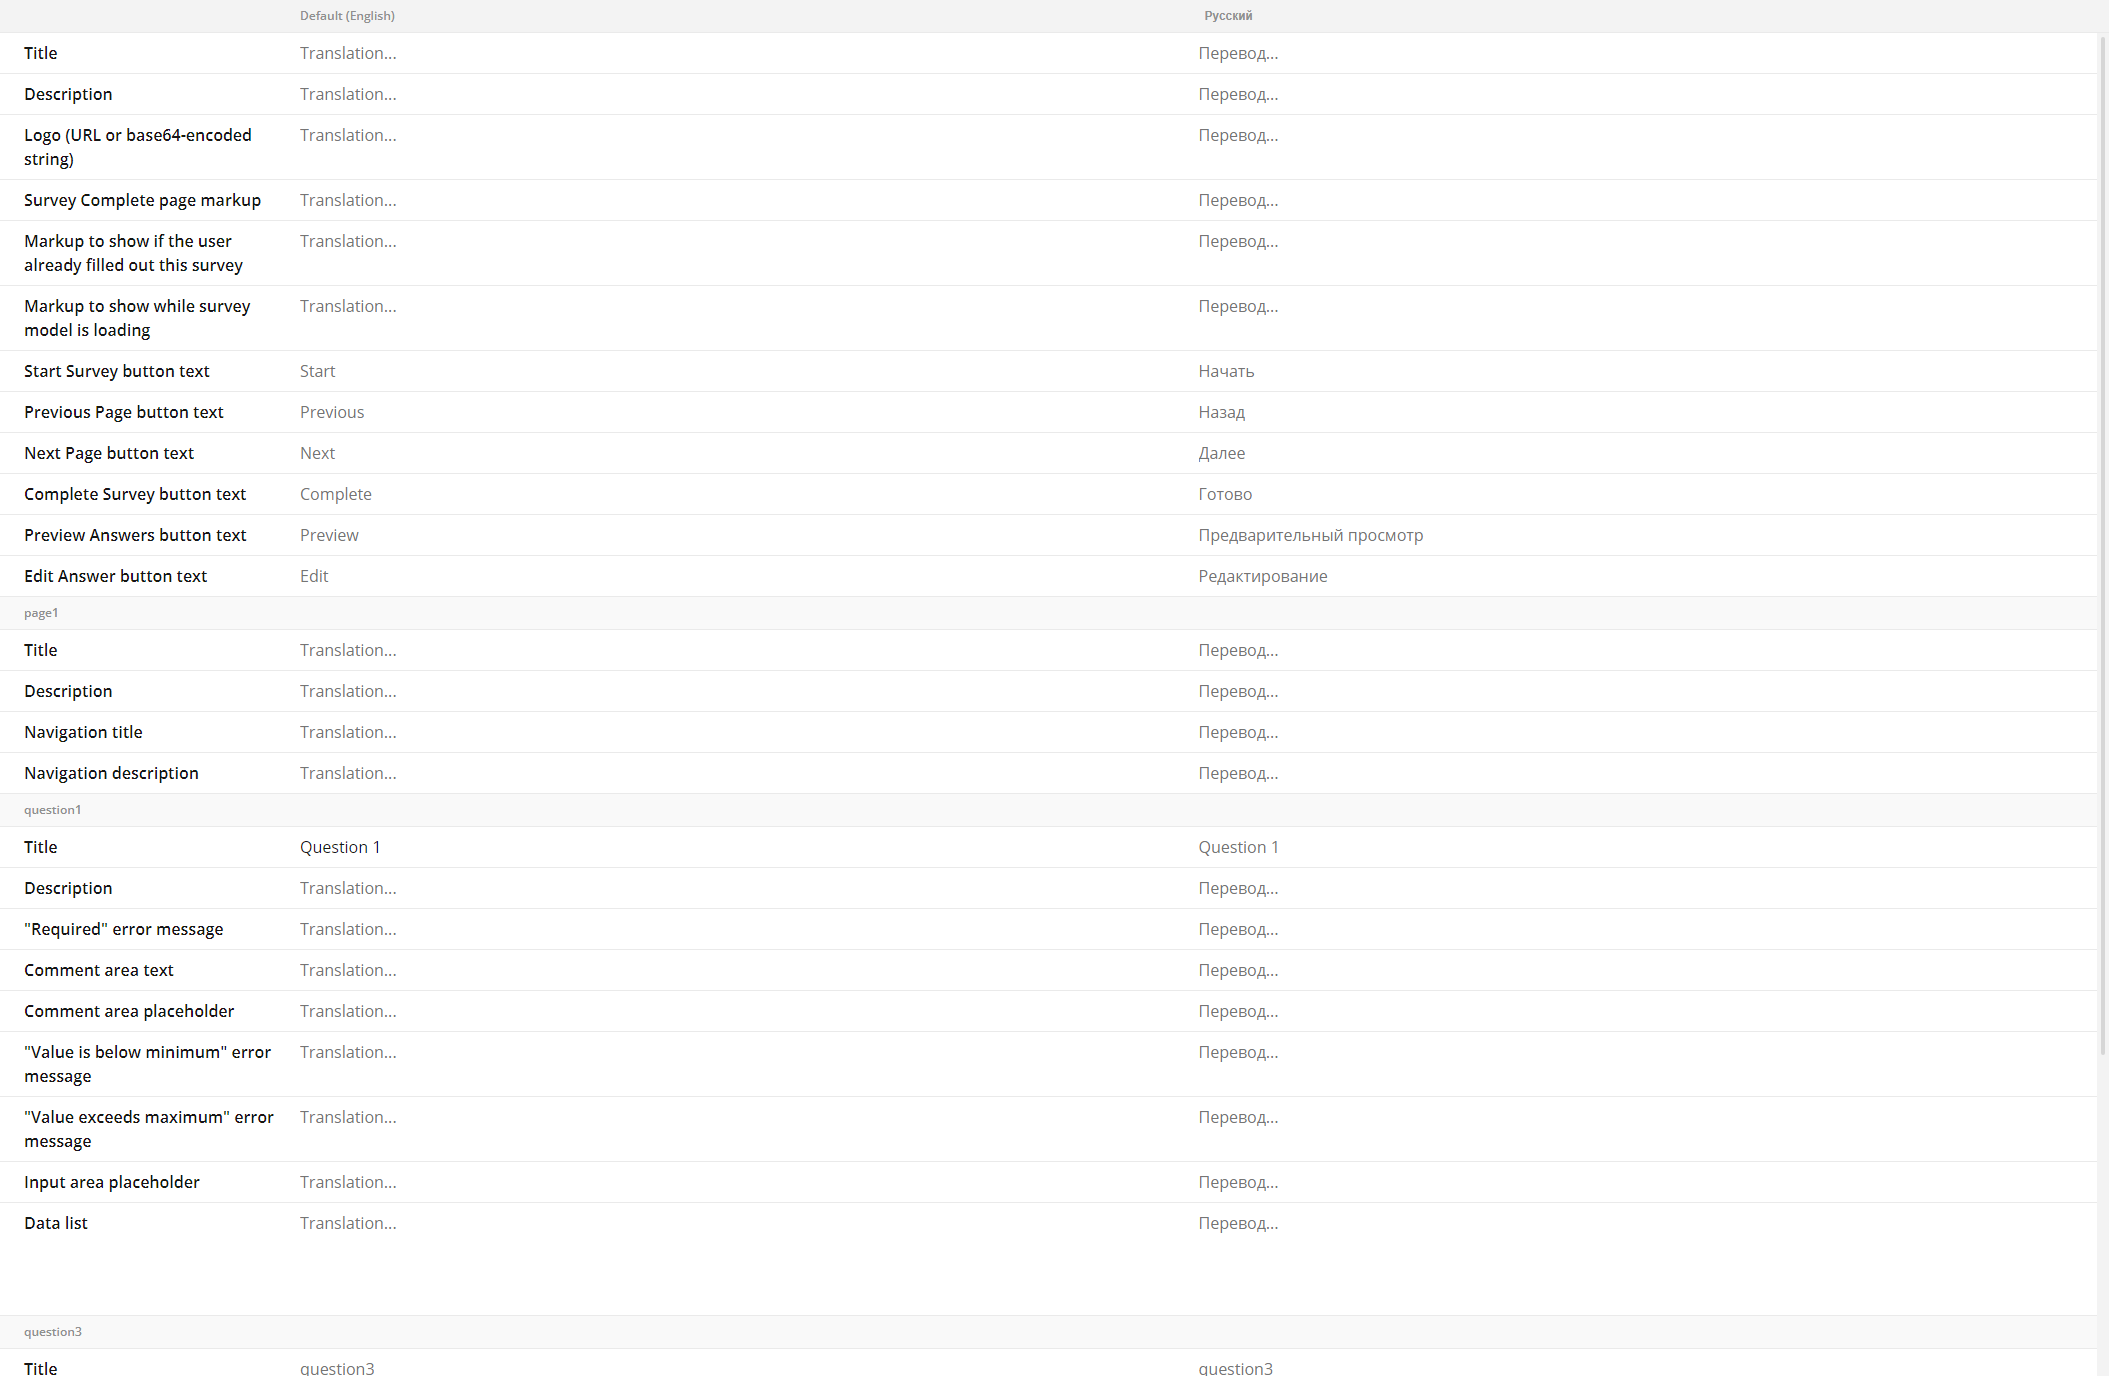 Default (English) Русский
Title Translation... Перевод...
Description Translation... Перевод...
Logo (URL or base64-encoded Translation... Перевод...
string)
Survey Complete page markup Translation... Перевод...
Markup to show if the user Translation... Перевод...
already filled out this survey
Markup to show while survey Translation... Перевод...
model is loading
Start Survey button text Start Начать
Previous Page button text Previous Назад
Next Page button text Next Далее
Complete Survey button text Complete Готово
Preview Answers button text Preview Предварительный просмотр
Edit Answer button text Edit Редактирование
page1
Title Translation... Перевод...
Description Translation... Перевод...
Navigation title Translation... Перевод...
Navigation description Translation... Перевод...
question1
Title Question 1 Question 1
Description Translation... Перевод...
"Required" error message Translation... Перевод...
Comment area text Translation... Перевод...
Comment area placeholder Translation... Перевод...
"Value is below minimum" error Translation... Перевод...
message
"Value exceeds maximum" error Translation... Перевод...
message
Input area placeholder Translation... Перевод...
Data list Translation... Перевод...
question3
Title question3 question3